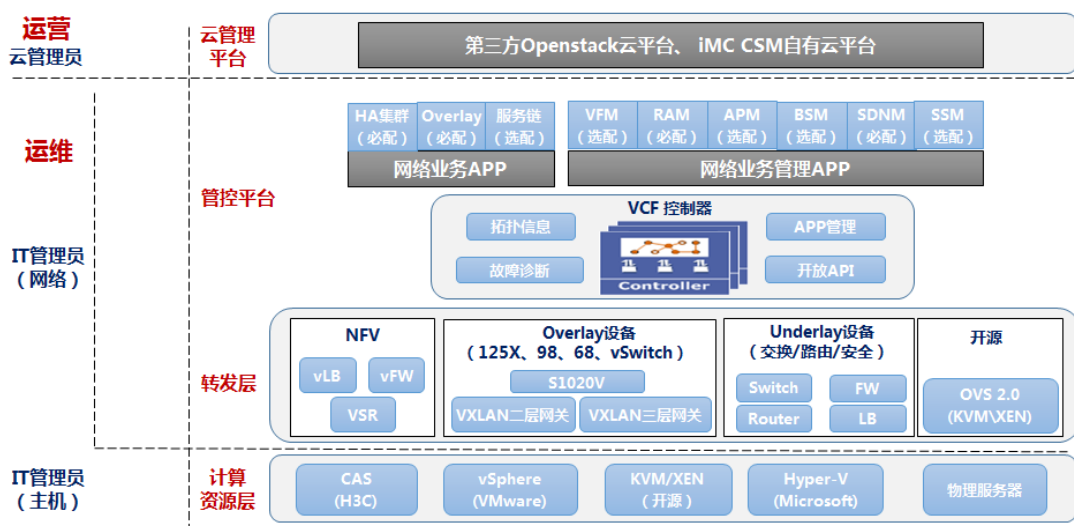 运营
云管理员
云管理
平台
第三方Openstack云平台、 iMC CSM自有云平台
运维
HA集群
（必配）
Overlay
（必配）
服务链
（选配）
网络业务APP
VFM
（选配）
RAM
（必配）
APM
（选配）
BSM
（选配）
SDNM
（必配）
SSM
（选配）
网络业务管理APP
管控平台
VCF 控制器
拓扑信息
故障诊断
Controller
APP管理
开放API
IT管理员
（网络）
转发层
NFV
vLB
vFW
VSR
Overlay设备
（125X、98、68、vSwitch）
S1020V
VXLAN二层网关
VXLAN三层网关
Underlay设备
（交换/路由/安全）
Switch
FW
Router
LB
开源
OVS 2.0
(KVM\XEN)
IT管理员
（主机）
计算
资源层
CAS
(H3C)
vSphere
(VMware)
KVM/XEN
（开源）
Hyper-V
(Microsoft)
物理服务器